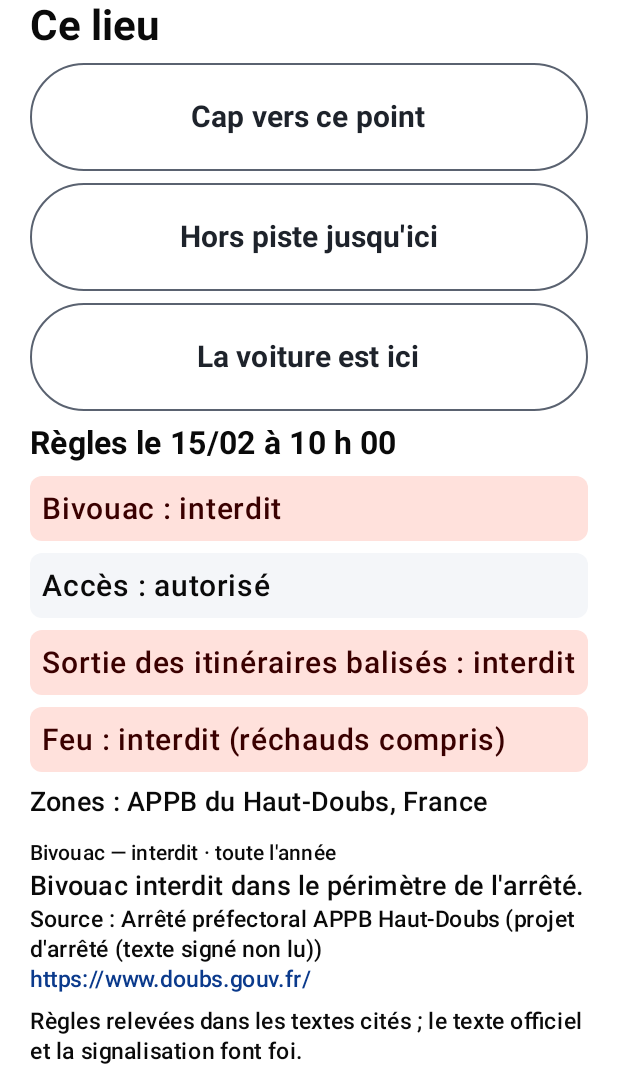 Ce lieu
Cap vers ce point
Hors piste jusqu'ici
La voiture est ici
Règles le 15/02 à 10 h 00
Bivouac : interdit
Accès : autorisé
Sortie des itinéraires balisés : interdit
Feu : interdit (réchauds compris)
Zones : APPB du Haut-Doubs, France
Bivouac — interdit · toute l'année
Bivouac interdit dans le périmètre de l'arrêté.
Source : Arrêté préfectoral APPB Haut-Doubs (projet
d'arrêté (texte signé non lu))
https://www.doubs.gouv.fr/
Règles relevées dans les textes cités ; le texte officiel
et la signalisation font foi.